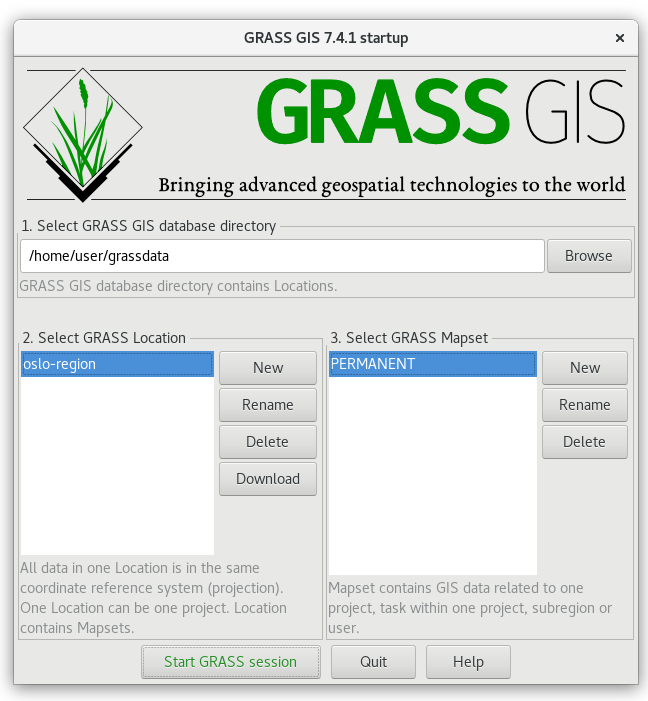 GRASS GIS 7.4.1 startup
×
GRASS GIS
Bringing advanced geospatial technologies to the world
1. Select GRASS GIS database directory
/home/user/grassdata
Browse
GRASS GIS database directory contains Locations.
2. Select GRASS Location
oslo-region
New
Rename
Delete
Download
All data in one Location is in the same
coordinate reference system (projection).
One Location can be one project. Location
contains Mapsets.
3. Select GRASS Mapset
PERMANENT
New
Rename
Delete
Mapset contains GIS data related to one
project, task within one project, subregion or
user.
Start GRASS session
Quit
Help